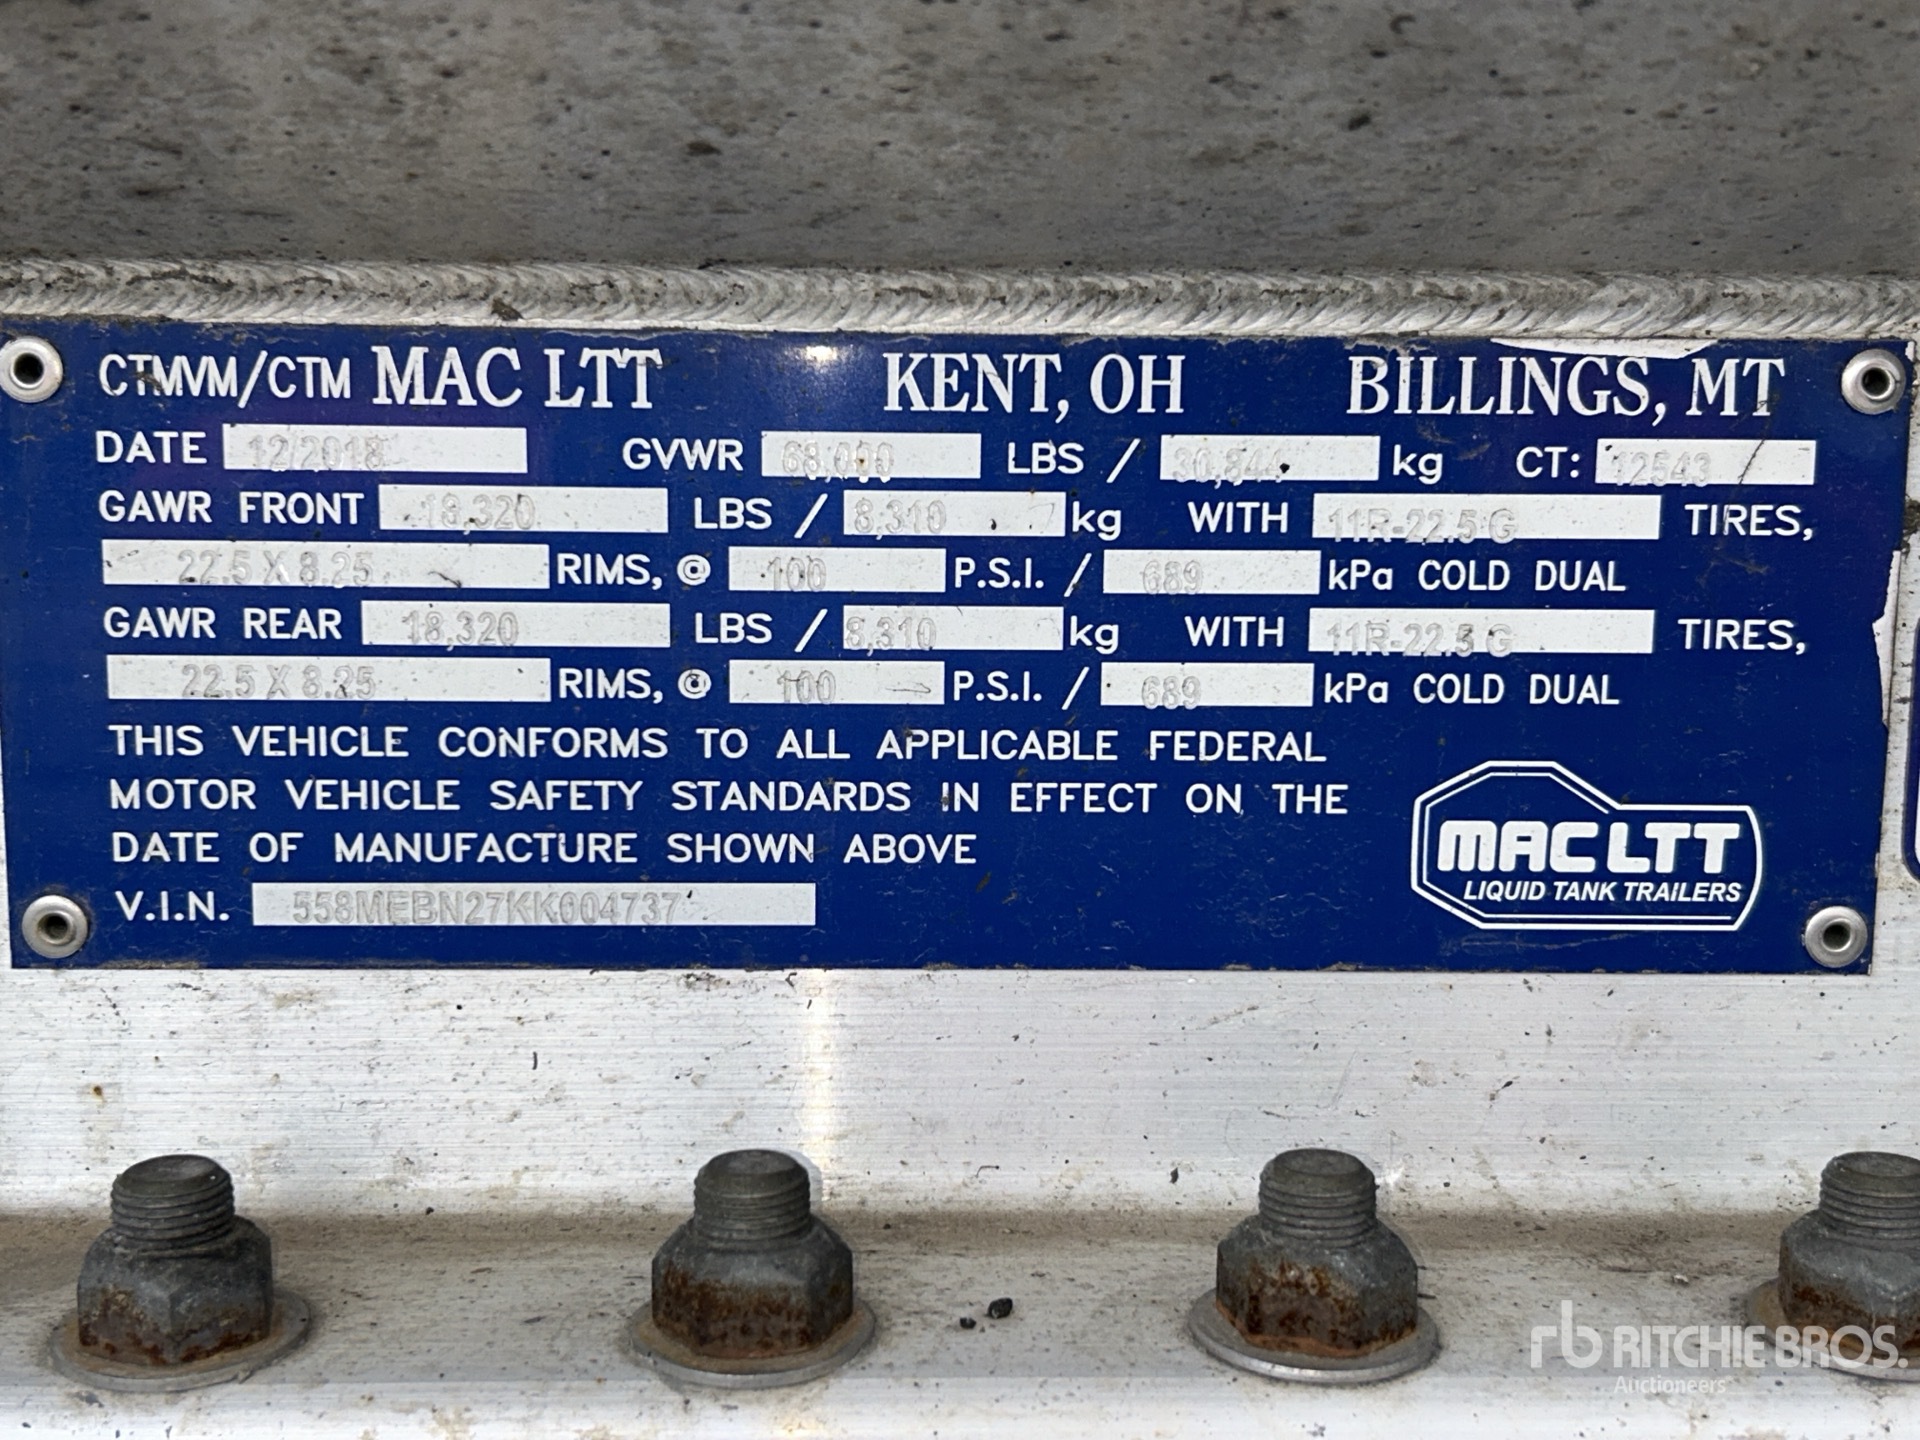 CTMVM/CTM MAC LTT KENT, OH BILLINGS, MT
DATE 12/2018 GVWR 68,000 LBS / 30,844 kg CT: 12543
GAWR FRONT 18,320 LBS / 8,310 kg WITH 11R-22.5 G TIRES,
22.5 X 8.25 RIMS, @ 100 P.S.I. / 689 kPa COLD DUAL
GAWR REAR 18,320 LBS / 8,310 kg WITH 11R-22.5 G TIRES,
22.5 X 8.25 RIMS, @ 100 P.S.I. / 689 kPa COLD DUAL
THIS VEHICLE CONFORMS TO ALL APPLICABLE FEDERAL
MOTOR VEHICLE SAFETY STANDARDS IN EFFECT ON THE
DATE OF MANUFACTURE SHOWN ABOVE
V.I.N. 558MEBN27KK004737
MAC LTT
LIQUID TANK TRAILERS
rb RITCHIE BROS.
Auctioneers